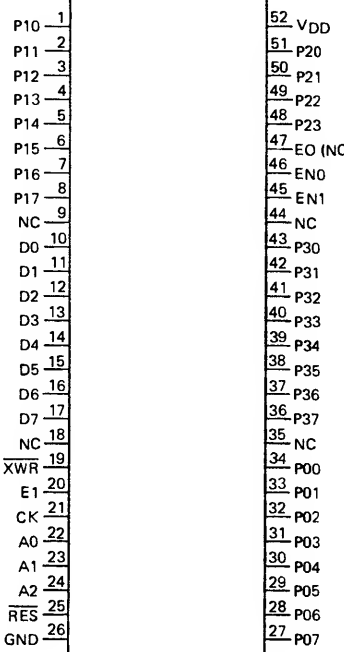 P10 1 52 VDD
P11 2 51 P20
P12 3 50 P21
P13 4 49 P22
P14 5 48 P23
P15 6 47 EO (NC
P16 7 46 EN0
P17 8 45 EN1
NC 9 44 NC
D0 10 43 P30
D1 11 42 P31
D2 12 41 P32
D3 13 40 P33
D4 14 39 P34
D5 15 38 P35
D6 16 37 P36
D7 17 36 P37
NC 18 35 NC
XWR 19 34 P00
E1 20 33 P01
CK 21 32 P02
A0 22 31 P03
A1 23 30 P04
A2 24 29 P05
RES 25 28 P06
GND 26 27 P07